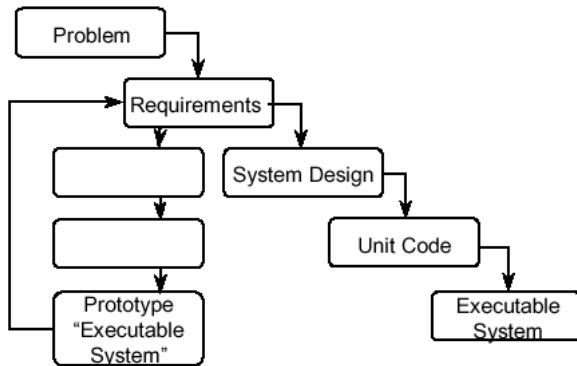 Problem
Requirements
System Design
Unit Code
Prototype
“Executable
System”
Executable
System